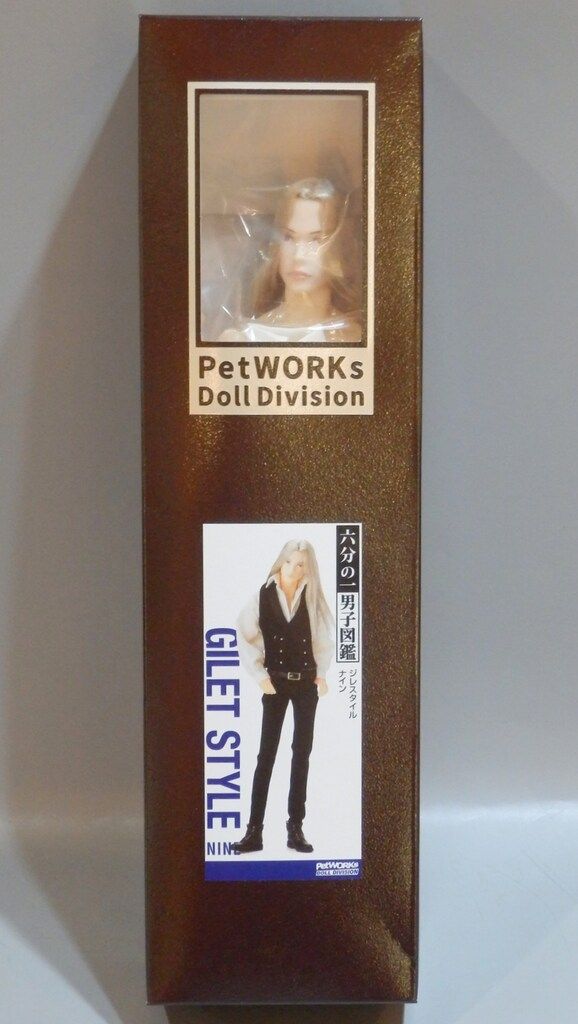 PetWORKs
Doll Division
六分の一男子図鑑
ジレスタイル
ナイン
GILET STYLE
NINE
PetWORKs
DOLL DIVISION